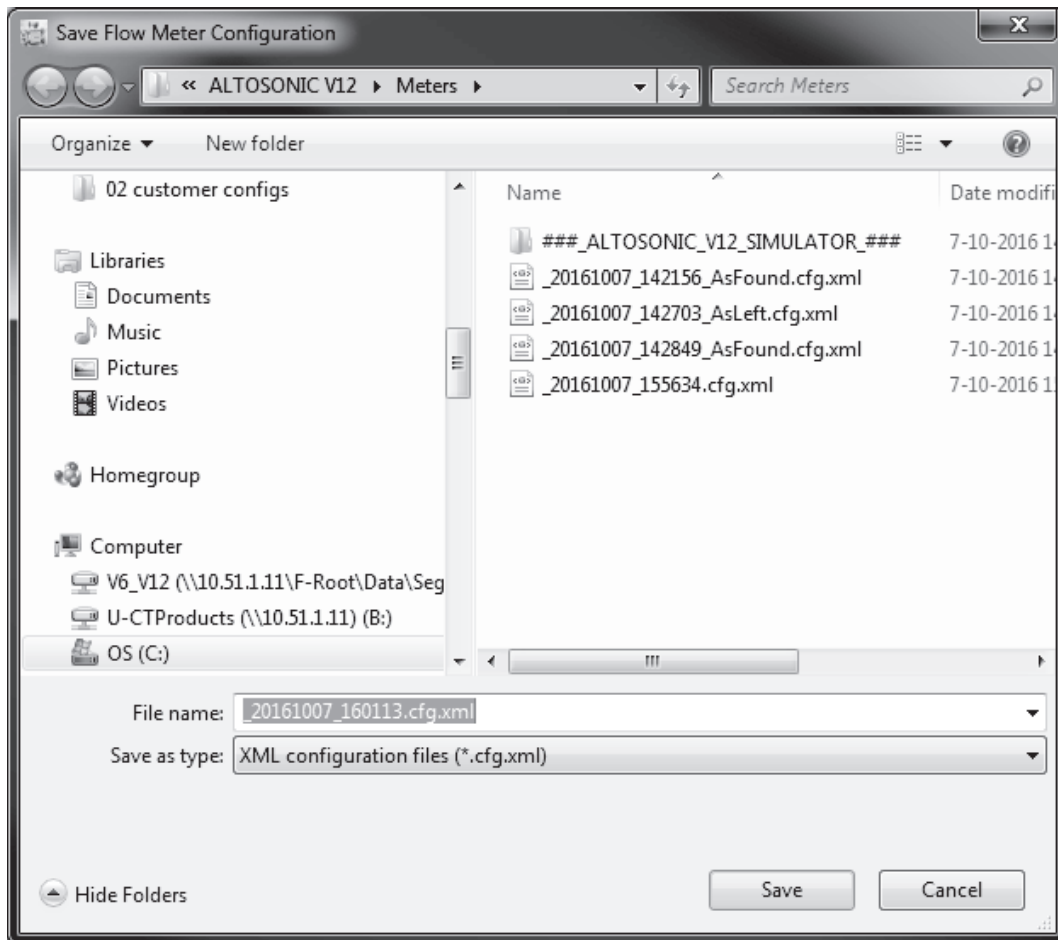 Save Flow Meter Configuration
« ALTOSONIC V12 Meters
Search Meters
Organize New folder
02 customer configs
Libraries
Documents
Music
Pictures
Videos
Homegroup
Computer
V6_V12 (\\10.51.1.11\F-Root\Data\Seg
U-CTProducts (\\10.51.1.11) (B:)
OS (C:)
Name Date modifi
###_ALTOSONIC_V12_SIMULATOR_### 7-10-2016 1
_20161007_142156_AsFound.cfg.xml 7-10-2016 1
_20161007_142703_AsLeft.cfg.xml 7-10-2016 1
_20161007_142849_AsFound.cfg.xml 7-10-2016 1
_20161007_155634.cfg.xml 7-10-2016 1
File name: _20161007_160113.cfg.xml
Save as type: XML configuration files (*.cfg.xml)
Hide Folders
Save Cancel